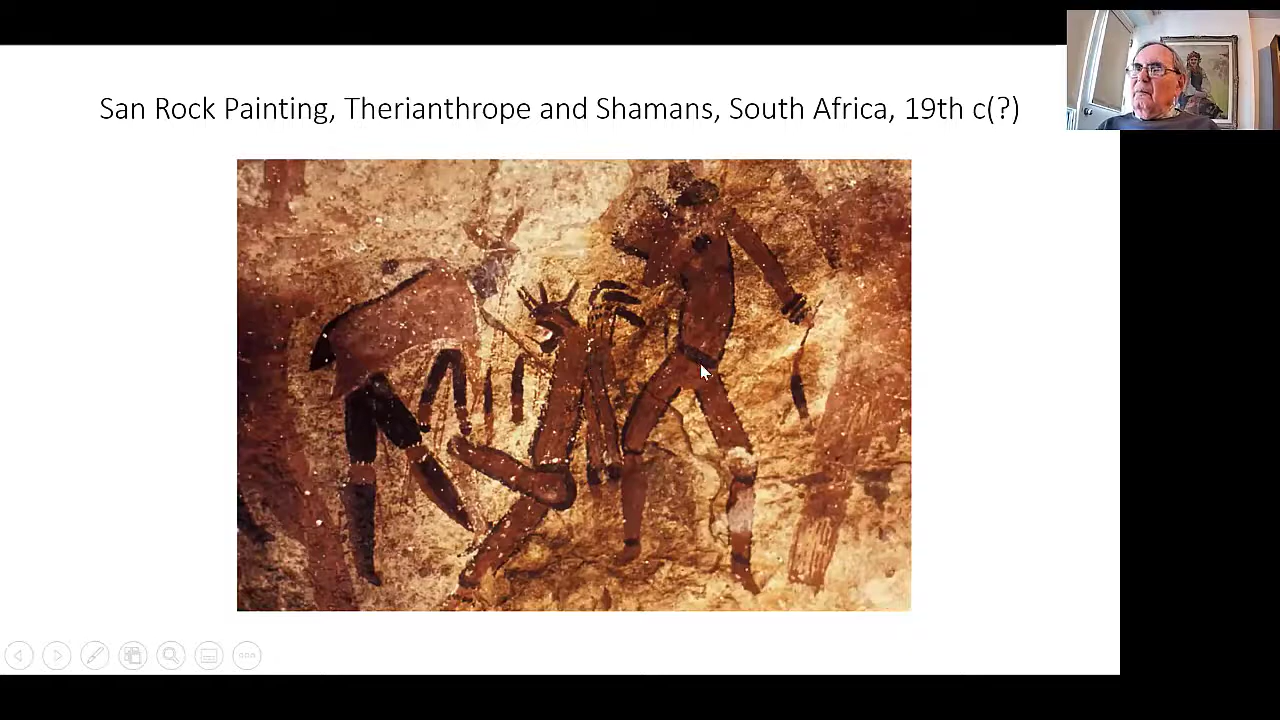 San Rock Painting, Therianthrope and Shamans, South Africa, 19th c(?)